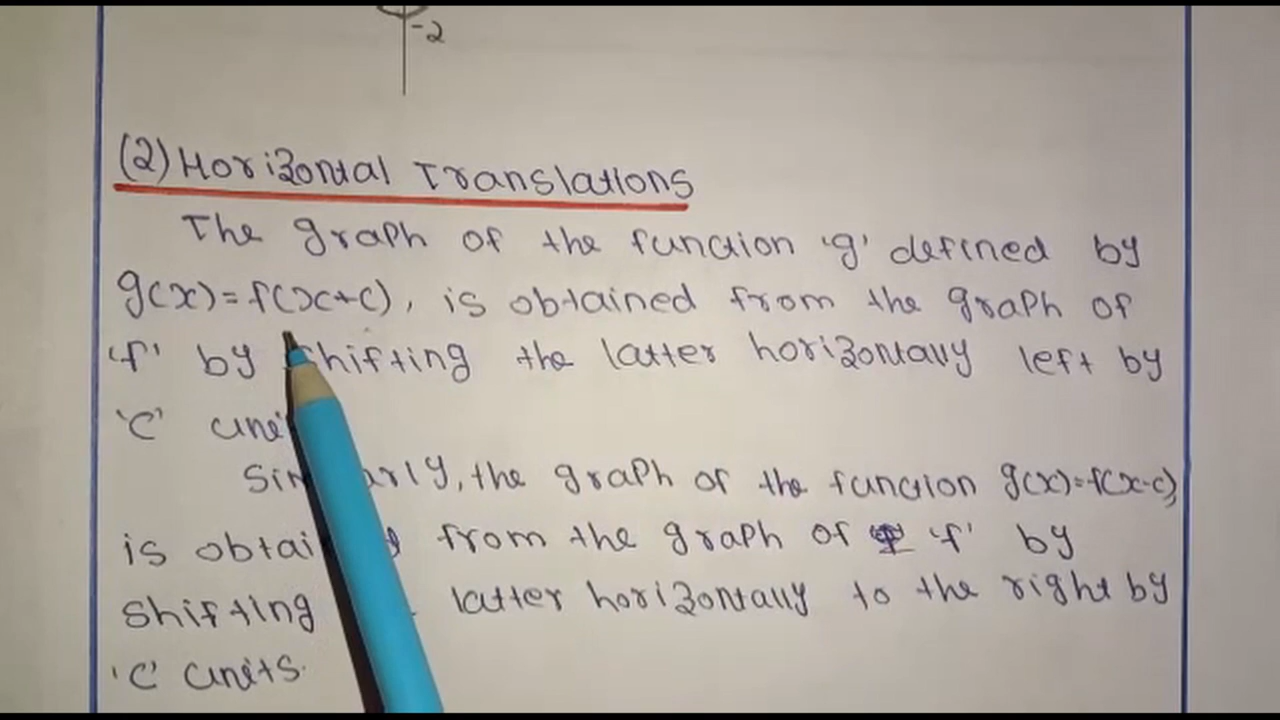 -2
(2) Horizontal Translations
The graph of the function 'g' defined by
g(x)=f(x+c), is obtained from the graph of
'f' by shifting the latter horizontally left by
'c'
the graph of the function g(x)=f(x-c),
is from the graph of 'f' by
shifting latter horizontally to the right by
'c' units.